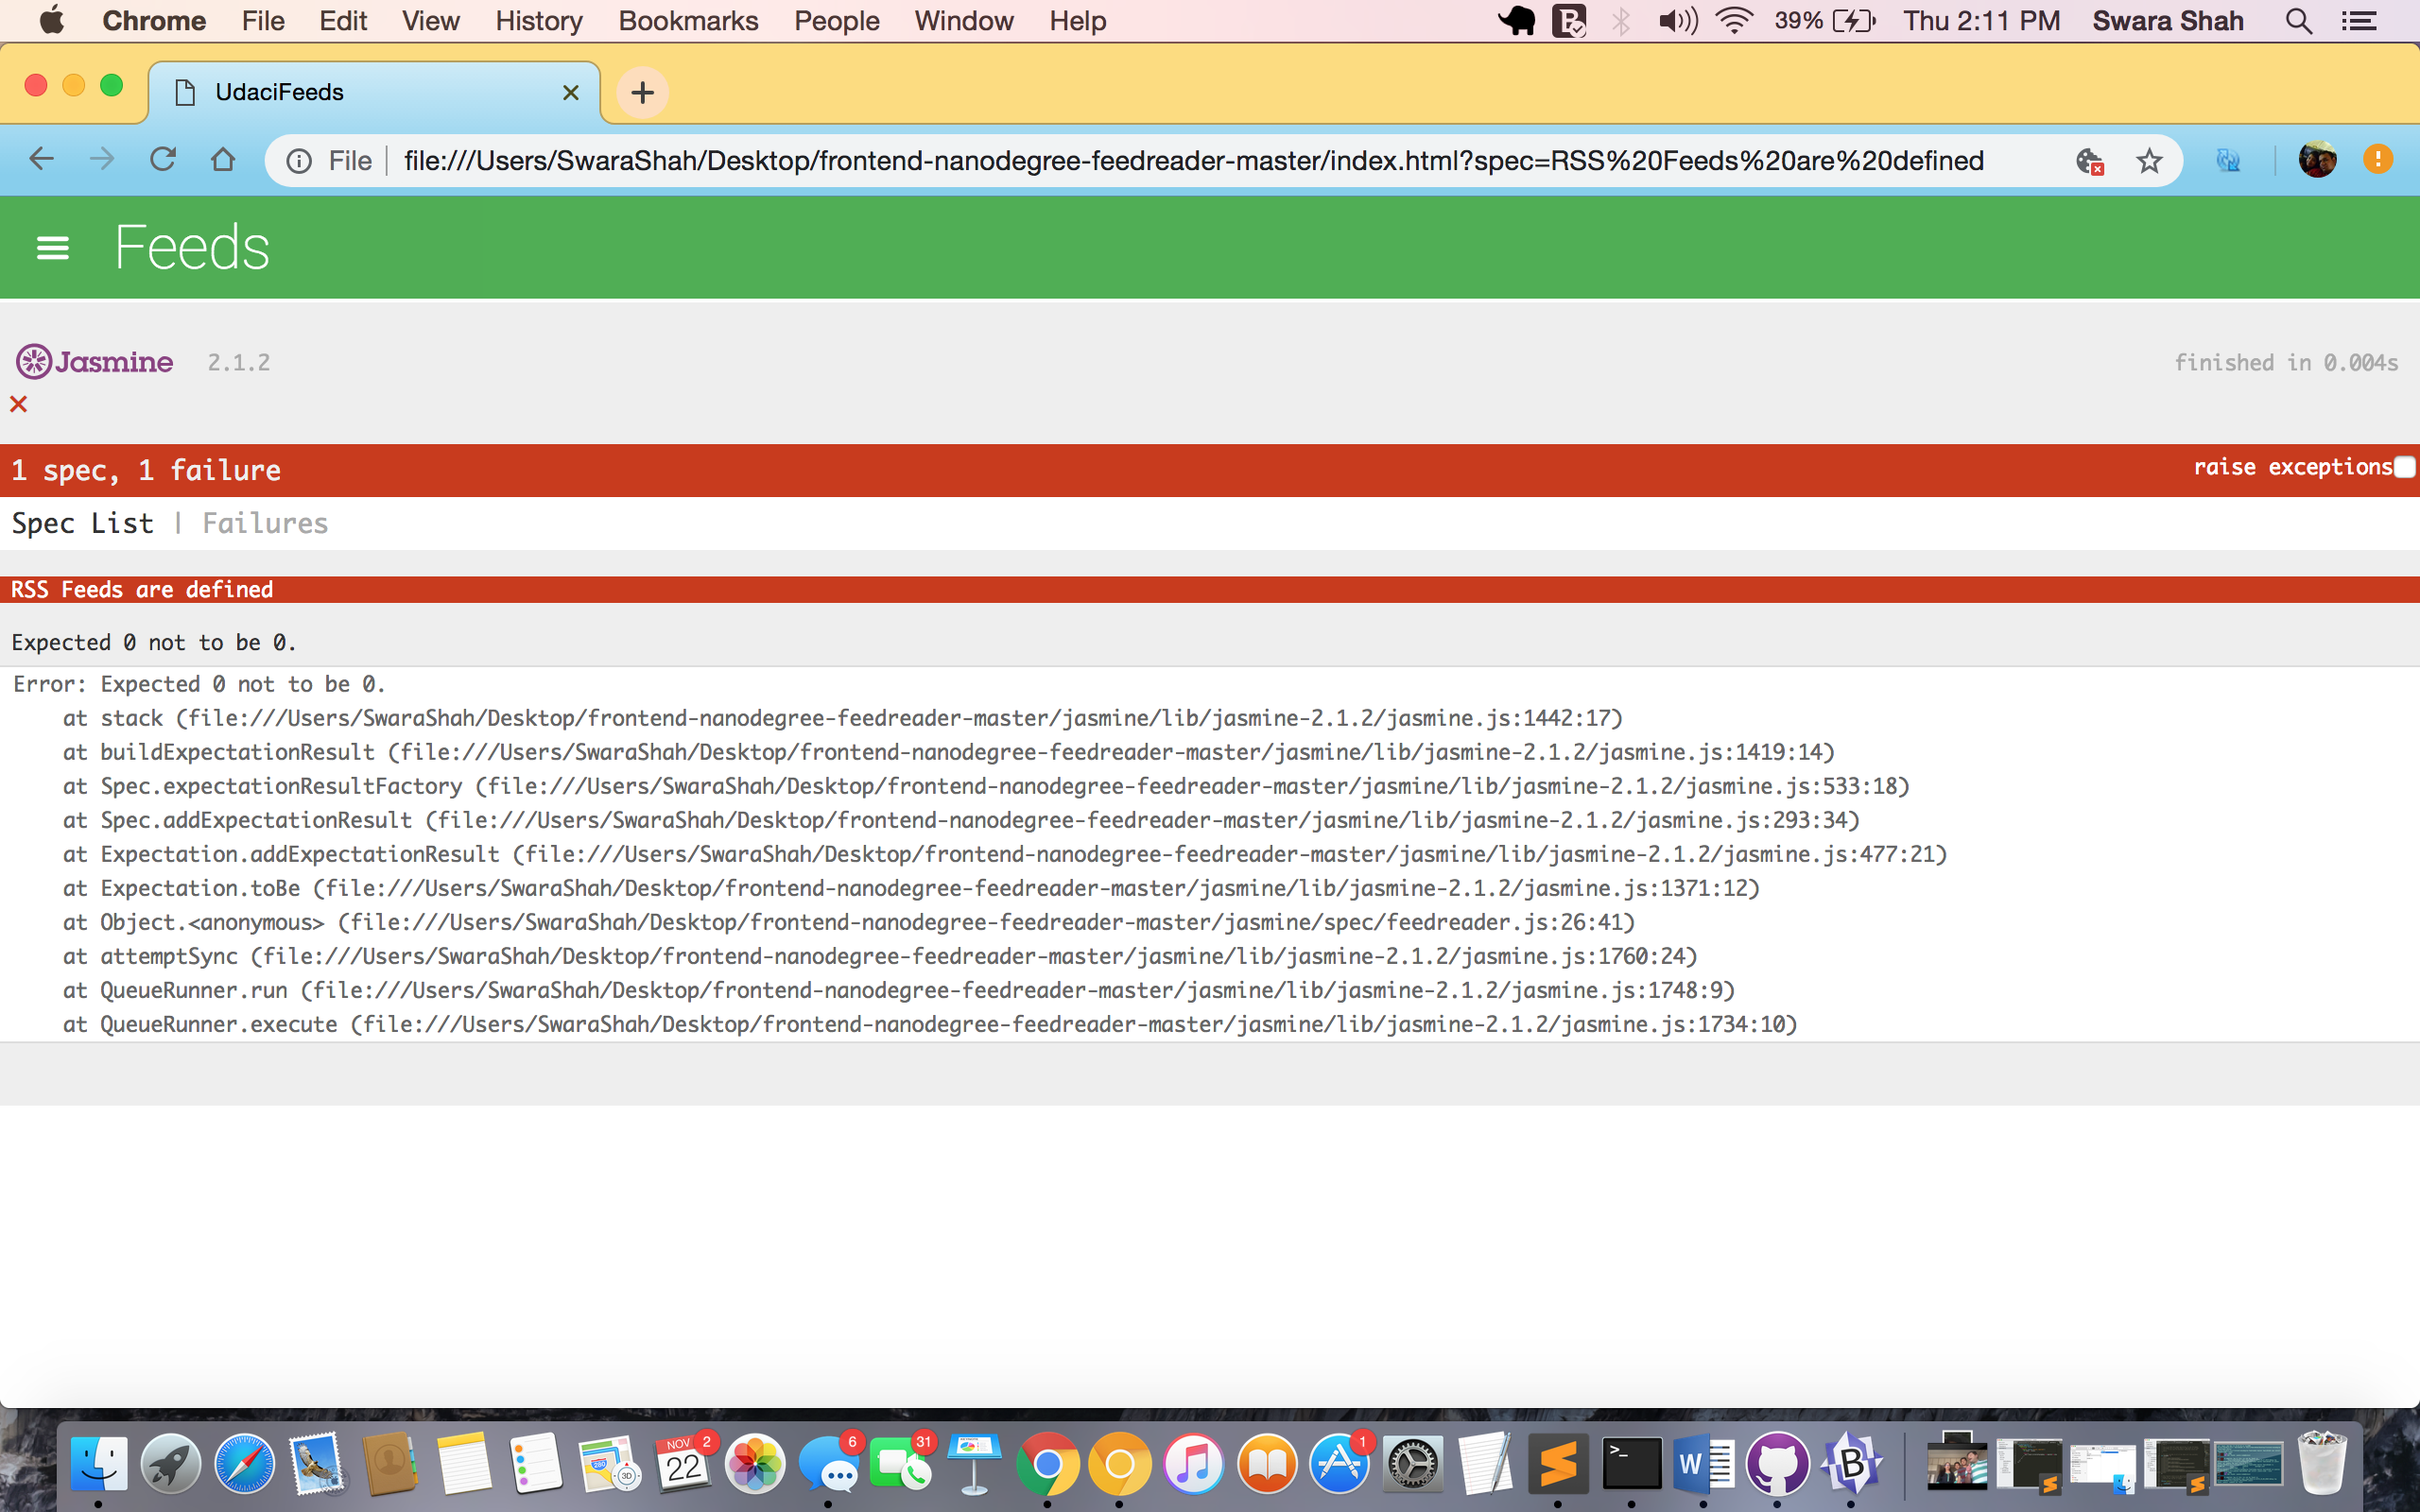 Chrome File Edit View History Bookmarks People Window Help 39% Thu 2:11 PM Swara Shah
UdaciFeeds
File file:///Users/SwaraShah/Desktop/frontend-nanodegree-feedreader-master/index.html?spec=RSS%20Feeds%20are%20defined
Feeds
Jasmine 2.1.2 finished in 0.004s
1 spec, 1 failure raise exceptions
Spec List | Failures
RSS Feeds are defined
Expected 0 not to be 0.
Error: Expected 0 not to be 0.
at stack (file:///Users/SwaraShah/Desktop/frontend-nanodegree-feedreader-master/jasmine/lib/jasmine-2.1.2/jasmine.js:1442:17)
at buildExpectationResult (file:///Users/SwaraShah/Desktop/frontend-nanodegree-feedreader-master/jasmine/lib/jasmine-2.1.2/jasmine.js:1419:14)
at Spec.expectationResultFactory (file:///Users/SwaraShah/Desktop/frontend-nanodegree-feedreader-master/jasmine/lib/jasmine-2.1.2/jasmine.js:533:18)
at Spec.addExpectationResult (file:///Users/SwaraShah/Desktop/frontend-nanodegree-feedreader-master/jasmine/lib/jasmine-2.1.2/jasmine.js:293:34)
at Expectation.addExpectationResult (file:///Users/SwaraShah/Desktop/frontend-nanodegree-feedreader-master/jasmine/lib/jasmine-2.1.2/jasmine.js:477:21)
at Expectation.toBe (file:///Users/SwaraShah/Desktop/frontend-nanodegree-feedreader-master/jasmine/lib/jasmine-2.1.2/jasmine.js:1371:12)
at Object.<anonymous> (file:///Users/SwaraShah/Desktop/frontend-nanodegree-feedreader-master/jasmine/spec/feedreader.js:26:41)
at attemptSync (file:///Users/SwaraShah/Desktop/frontend-nanodegree-feedreader-master/jasmine/lib/jasmine-2.1.2/jasmine.js:1760:24)
at QueueRunner.run (file:///Users/SwaraShah/Desktop/frontend-nanodegree-feedreader-master/jasmine/lib/jasmine-2.1.2/jasmine.js:1748:9)
at QueueRunner.execute (file:///Users/SwaraShah/Desktop/frontend-nanodegree-feedreader-master/jasmine/lib/jasmine-2.1.2/jasmine.js:1734:10)
NOV 2 6 31 1
22 3D >_ W B